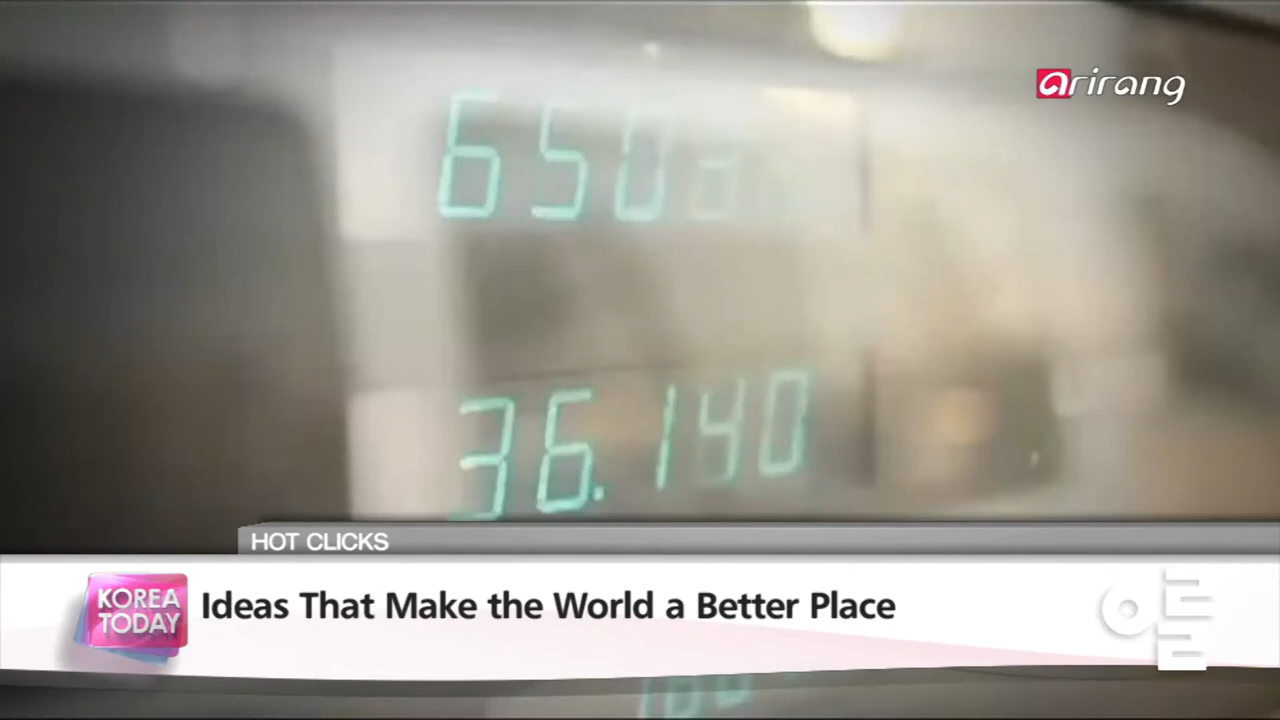 arirang
650
36.140
HOT CLICKS
KOREA
TODAY
Ideas That Make the World a Better Place